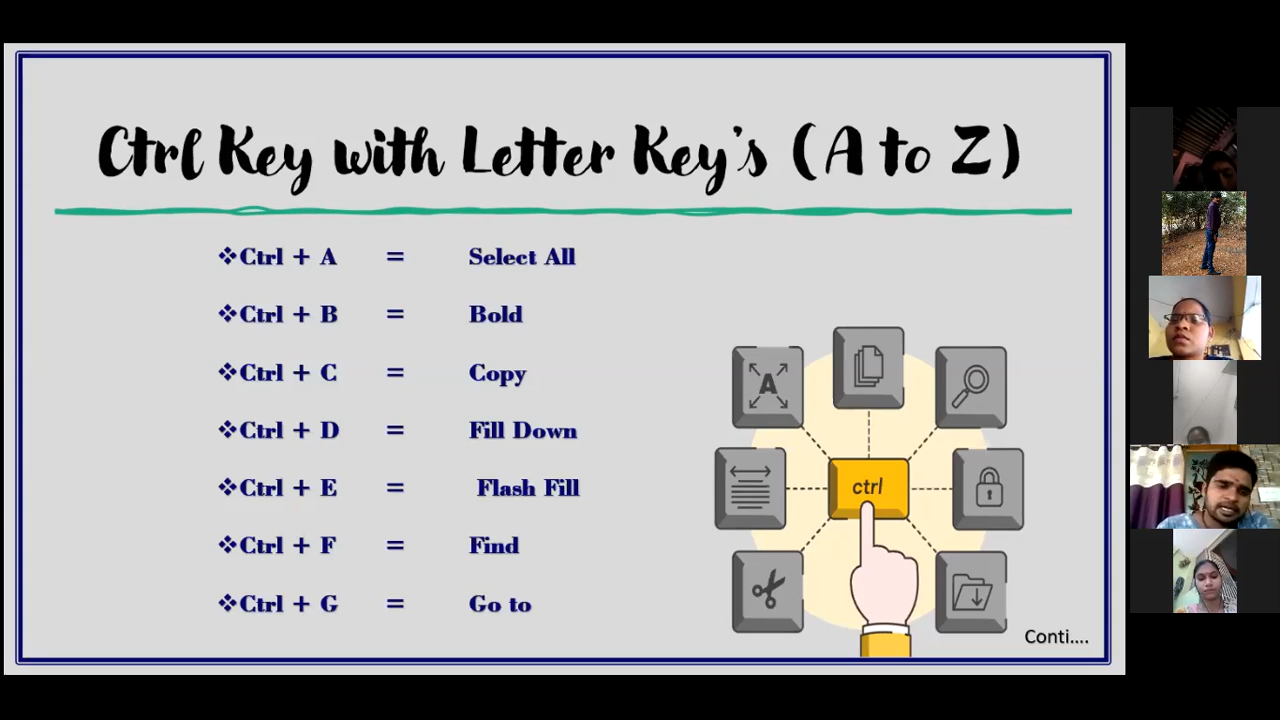 Ctrl Key with Letter Key's (A to Z)
❖Ctrl + A = Select All
❖Ctrl + B = Bold
❖Ctrl + C = Copy
❖Ctrl + D = Fill Down
❖Ctrl + E = Flash Fill
❖Ctrl + F = Find
❖Ctrl + G = Go to
A
ctrl
Conti....